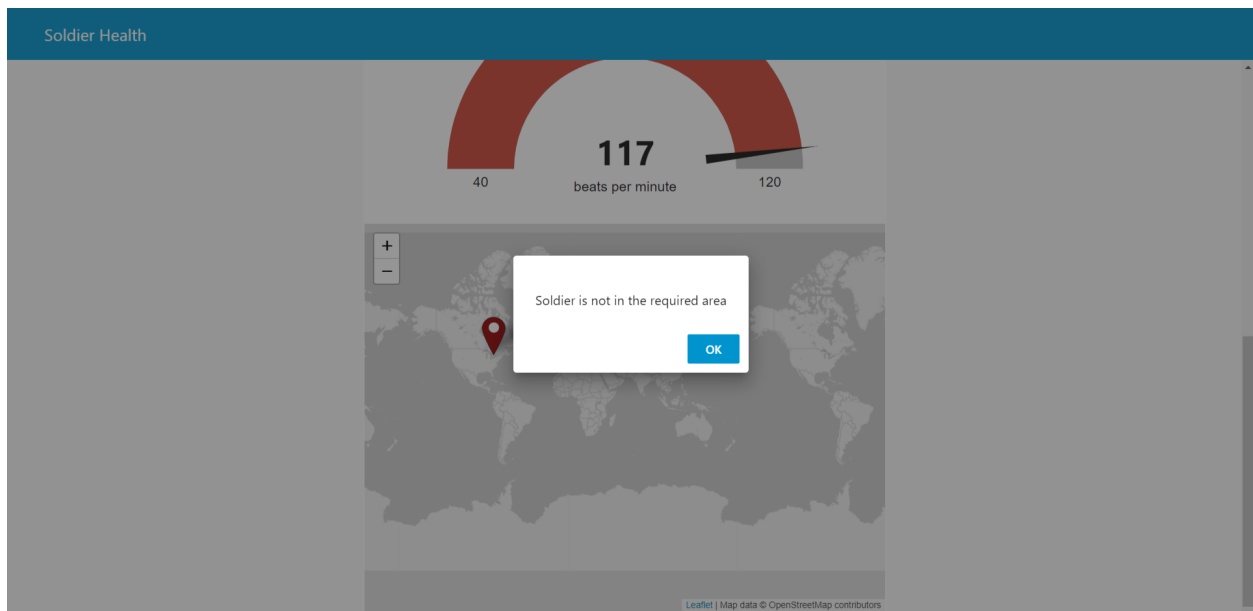 Soldier Health
117
40
beats per minute
120
+
−
Soldier is not in the required area
OK
Leaflet | Map data © OpenStreetMap contributors